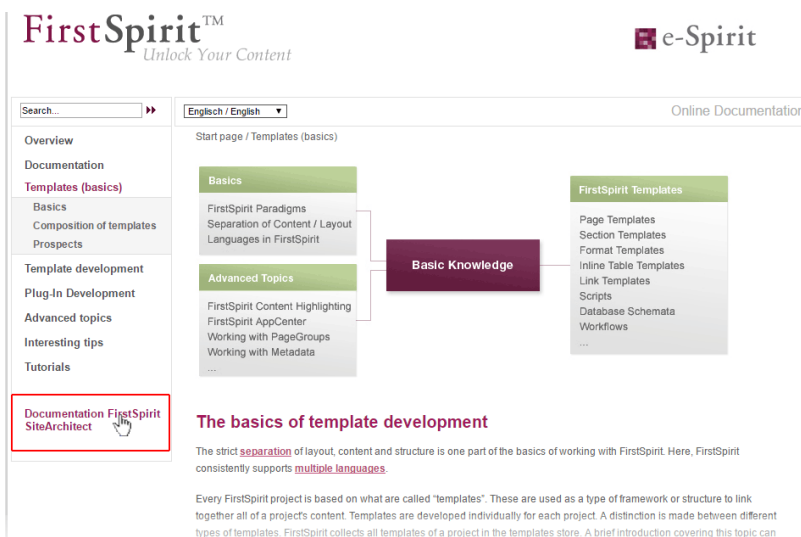 FirstSpirit™
Unlock Your Content
e-Spirit
Search...
Englisch / English
Online Documentation
Overview
Documentation
Templates (basics)
Basics
Composition of templates
Prospects
Template development
Plug-In Development
Advanced topics
Interesting tips
Tutorials
Documentation FirstSpirit
SiteArchitect
Start page / Templates (basics)
Basics
FirstSpirit Paradigms
Separation of Content / Layout
Languages in FirstSpirit
Advanced Topics
FirstSpirit Content Highlighting
FirstSpirit AppCenter
Working with PageGroups
Working with Metadata
...
Basic Knowledge
FirstSpirit Templates
Page Templates
Section Templates
Format Templates
Inline Table Templates
Link Templates
Scripts
Database Schemata
Workflows
...
The basics of template development
The strict separation of layout, content and structure is one part of the basics of working with FirstSpirit. Here, FirstSpirit
consistently supports multiple languages.
Every FirstSpirit project is based on what are called “templates”. These are used as a type of framework or structure to link
together all of a project's content. Templates are developed individually for each project. A distinction is made between different
types of templates. FirstSpirit collects all templates of a project in the templates store. A brief introduction covering this topic can